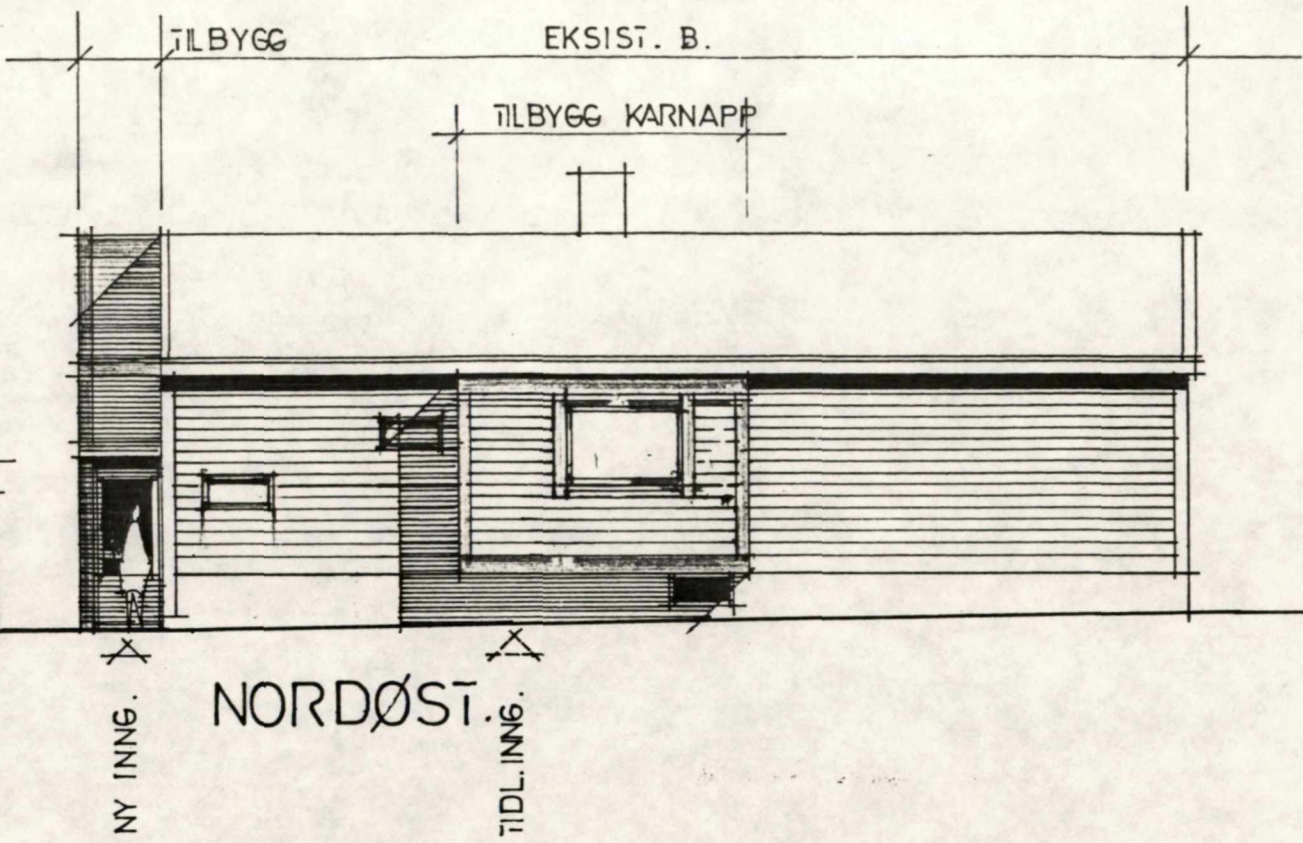 TILBYGG
EKSIST. B.
TILBYGG KARNAPP
NORDØST.
NY INNG.
TIDL. INNG.